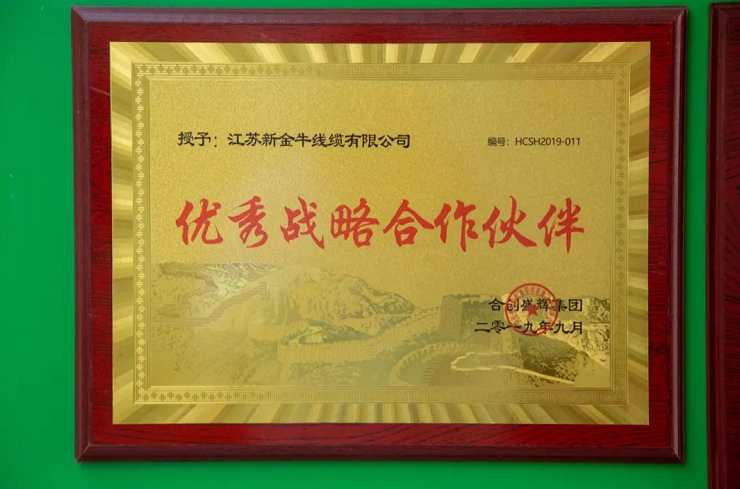 授予：江苏新金牛线缆有限公司
编号：HCSH2019-011
优秀战略合作伙伴
合创盛辉集团
二零一九年九月